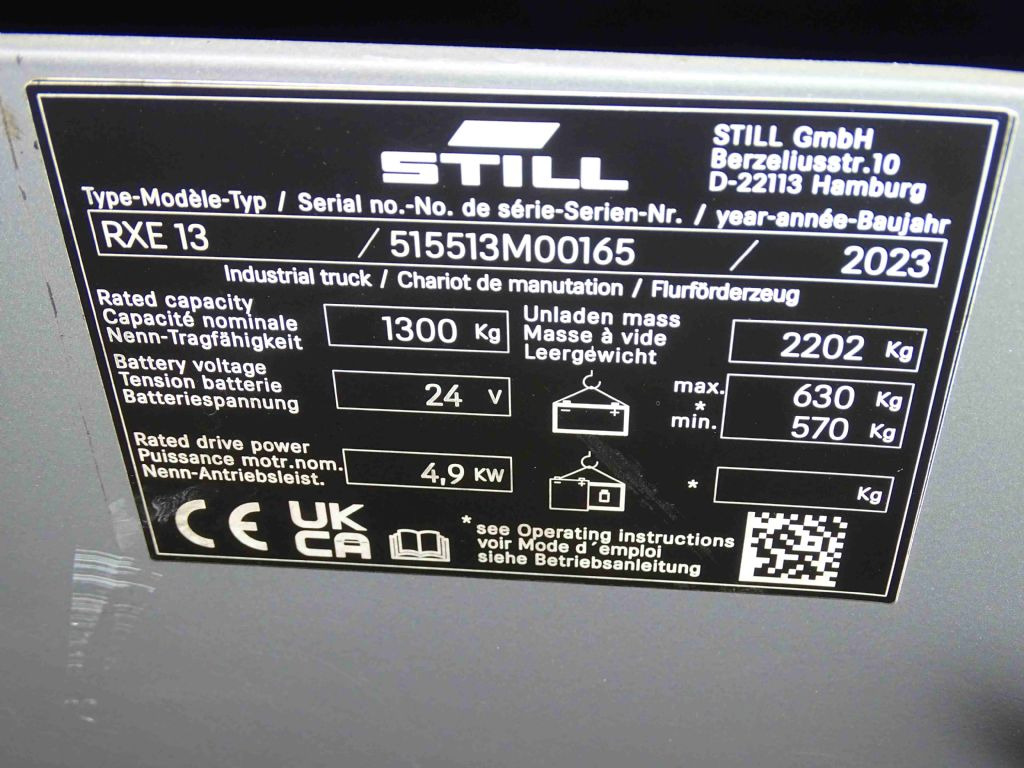 STILL
STILL GmbH
Berzeliusstr.10
D-22113 Hamburg
Type-Modèle-Typ / Serial no.-No. de série-Serien-Nr. / year-année-Baujahr
RXE 13 / 515513M00165 / 2023
Industrial truck / Chariot de manutation / Flurförderzeug
Rated capacity
Capacité nominale
Nenn-Tragfähigkeit
1300 Kg
Unladen mass
Masse à vide
Leergewicht
2202 Kg
Battery voltage
Tension batterie
Batteriespannung
24 V
- +
max. 630 Kg
*
min. 570 Kg
Rated drive power
Puissance motr.nom.
Nenn-Antriebsleist.
4,9 KW
- +
* Kg
CE UK
CA
* see Operating instructions
voir Mode d´emploi
siehe Betriebsanleitung